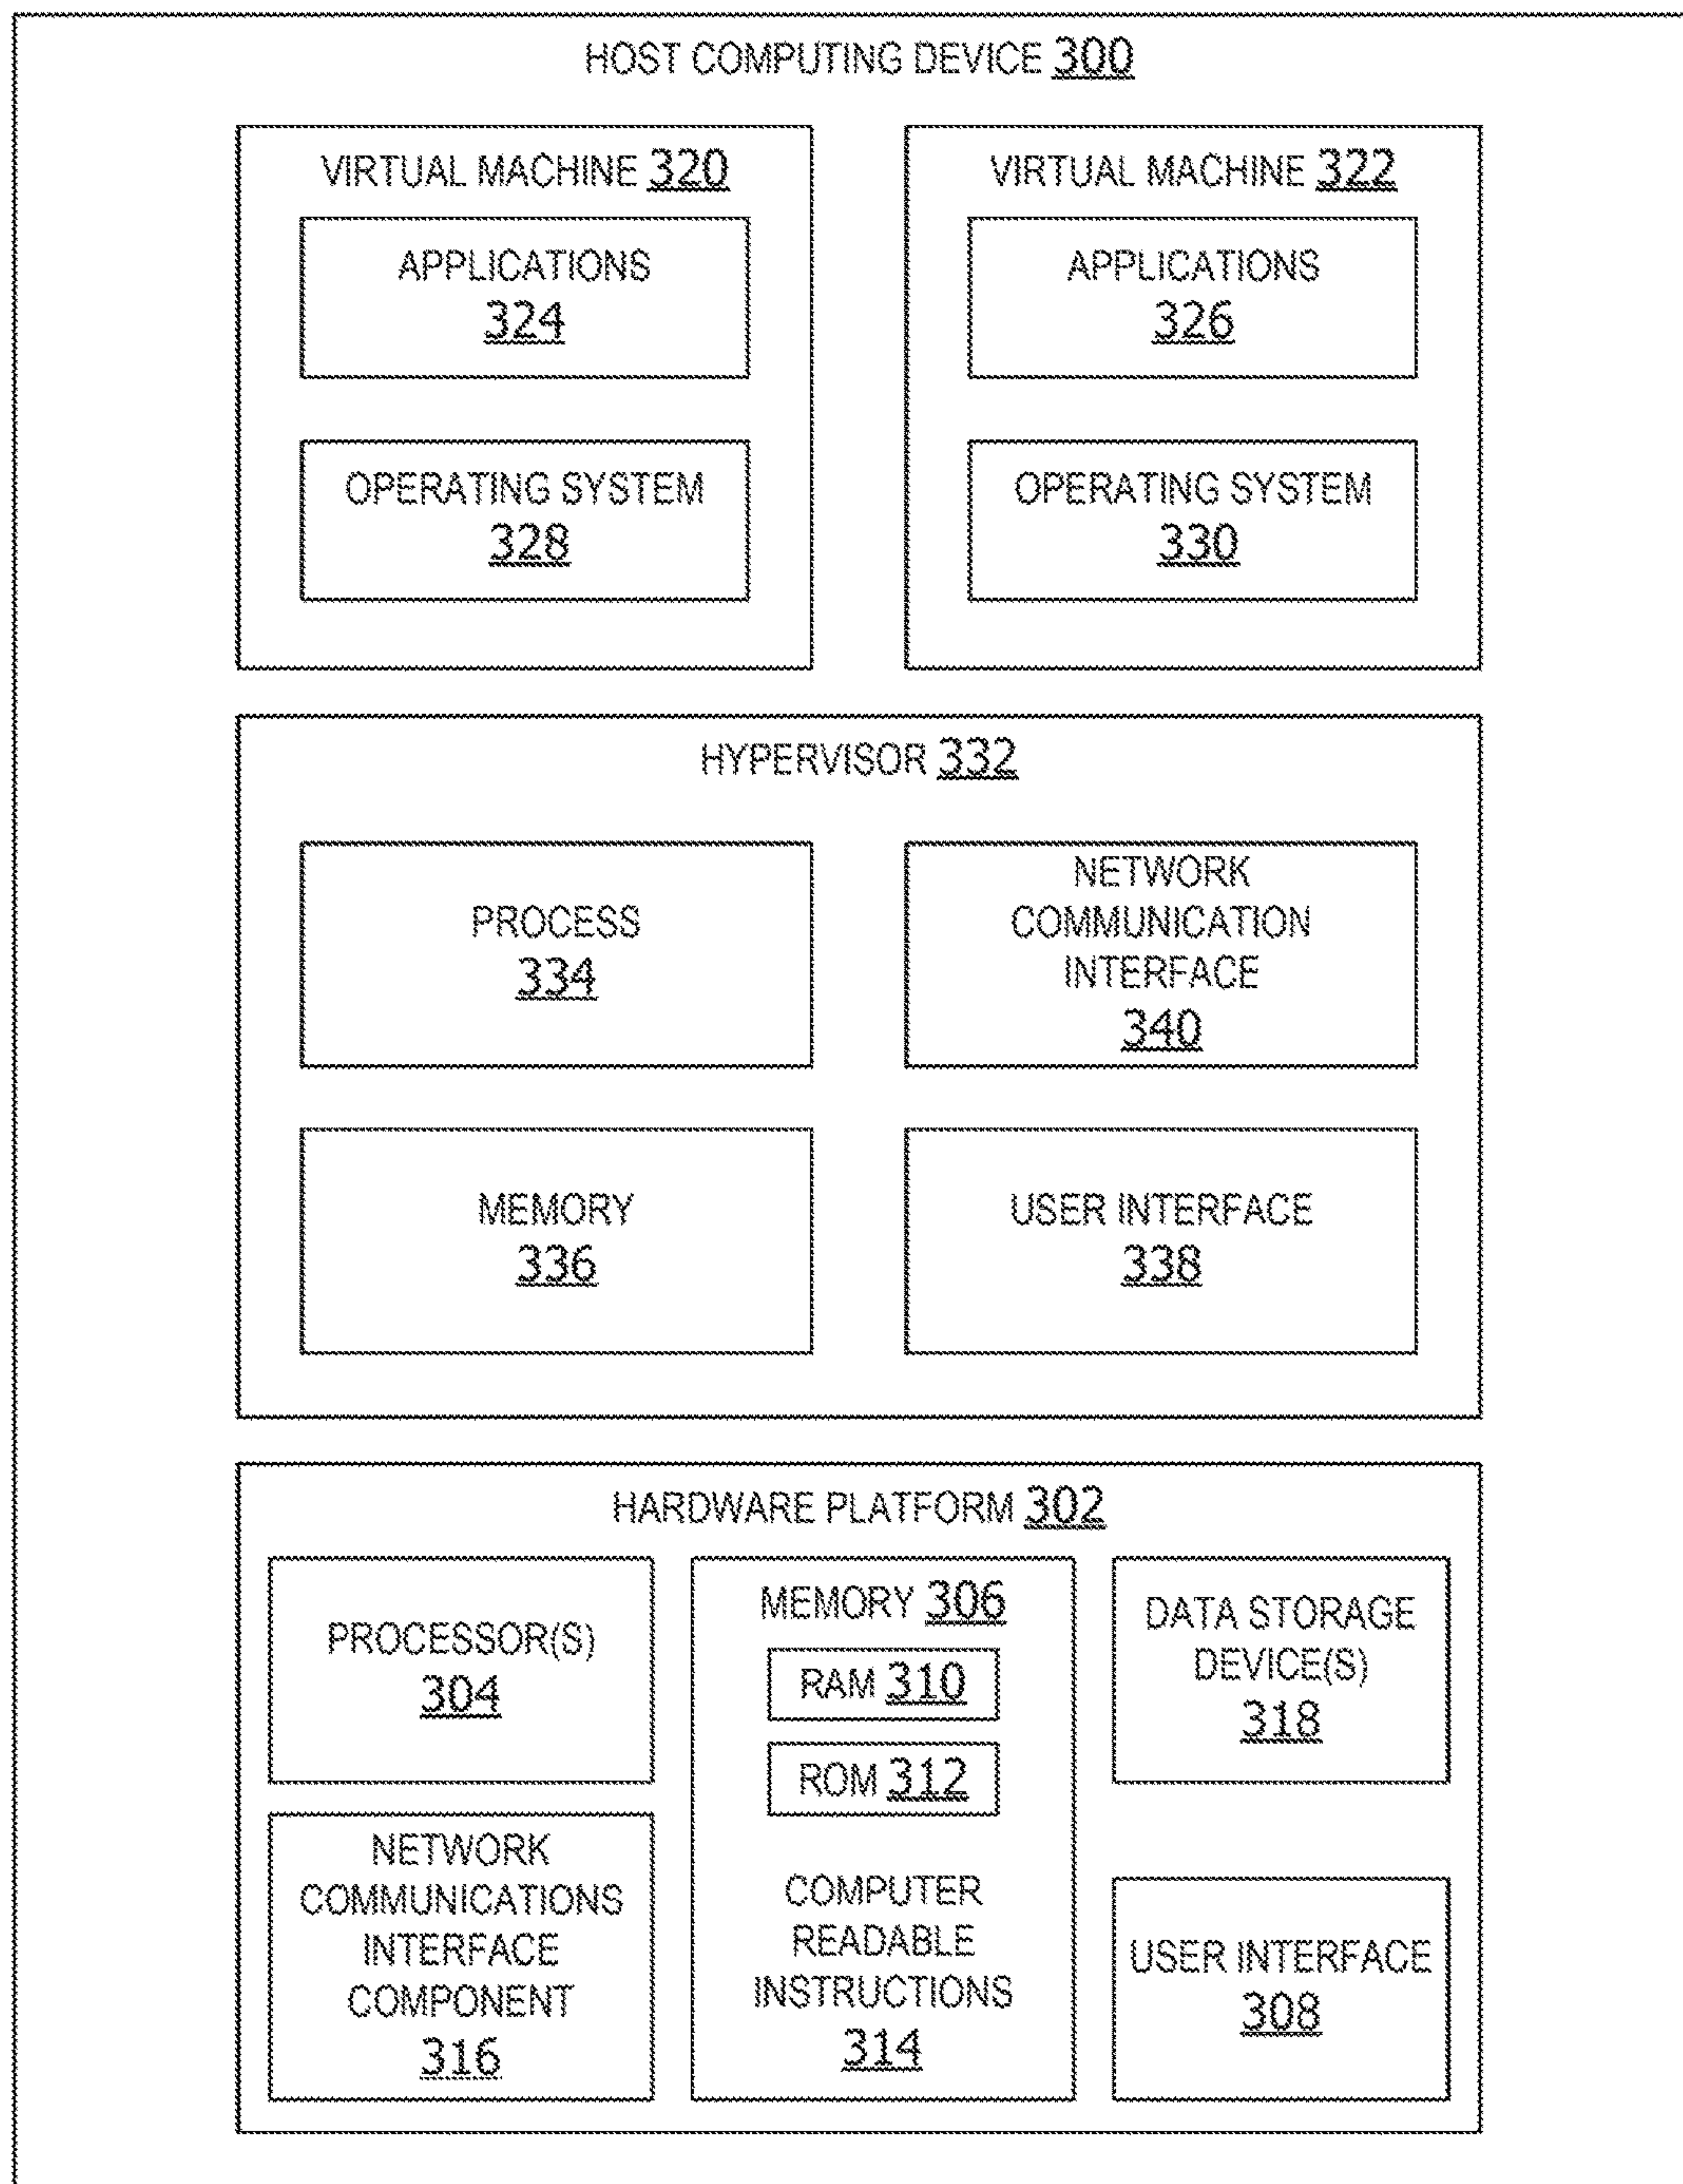 HOST COMPUTING DEVICE 300
VIRTUAL MACHINE 320
APPLICATIONS
324
OPERATING SYSTEM
328
VIRTUAL MACHINE 322
APPLICATIONS
326
OPERATING SYSTEM
330
HYPERVISOR 332
PROCESS
334
NETWORK
COMMUNICATION
INTERFACE
340
MEMORY
336
USER INTERFACE
338
HARDWARE PLATFORM 302
PROCESSOR(S)
304
NETWORK
COMMUNICATIONS
INTERFACE
COMPONENT
316
MEMORY 306
RAM 310
ROM 312
COMPUTER
READABLE
INSTRUCTIONS
314
DATA STORAGE
DEVICE(S)
318
USER INTERFACE
308